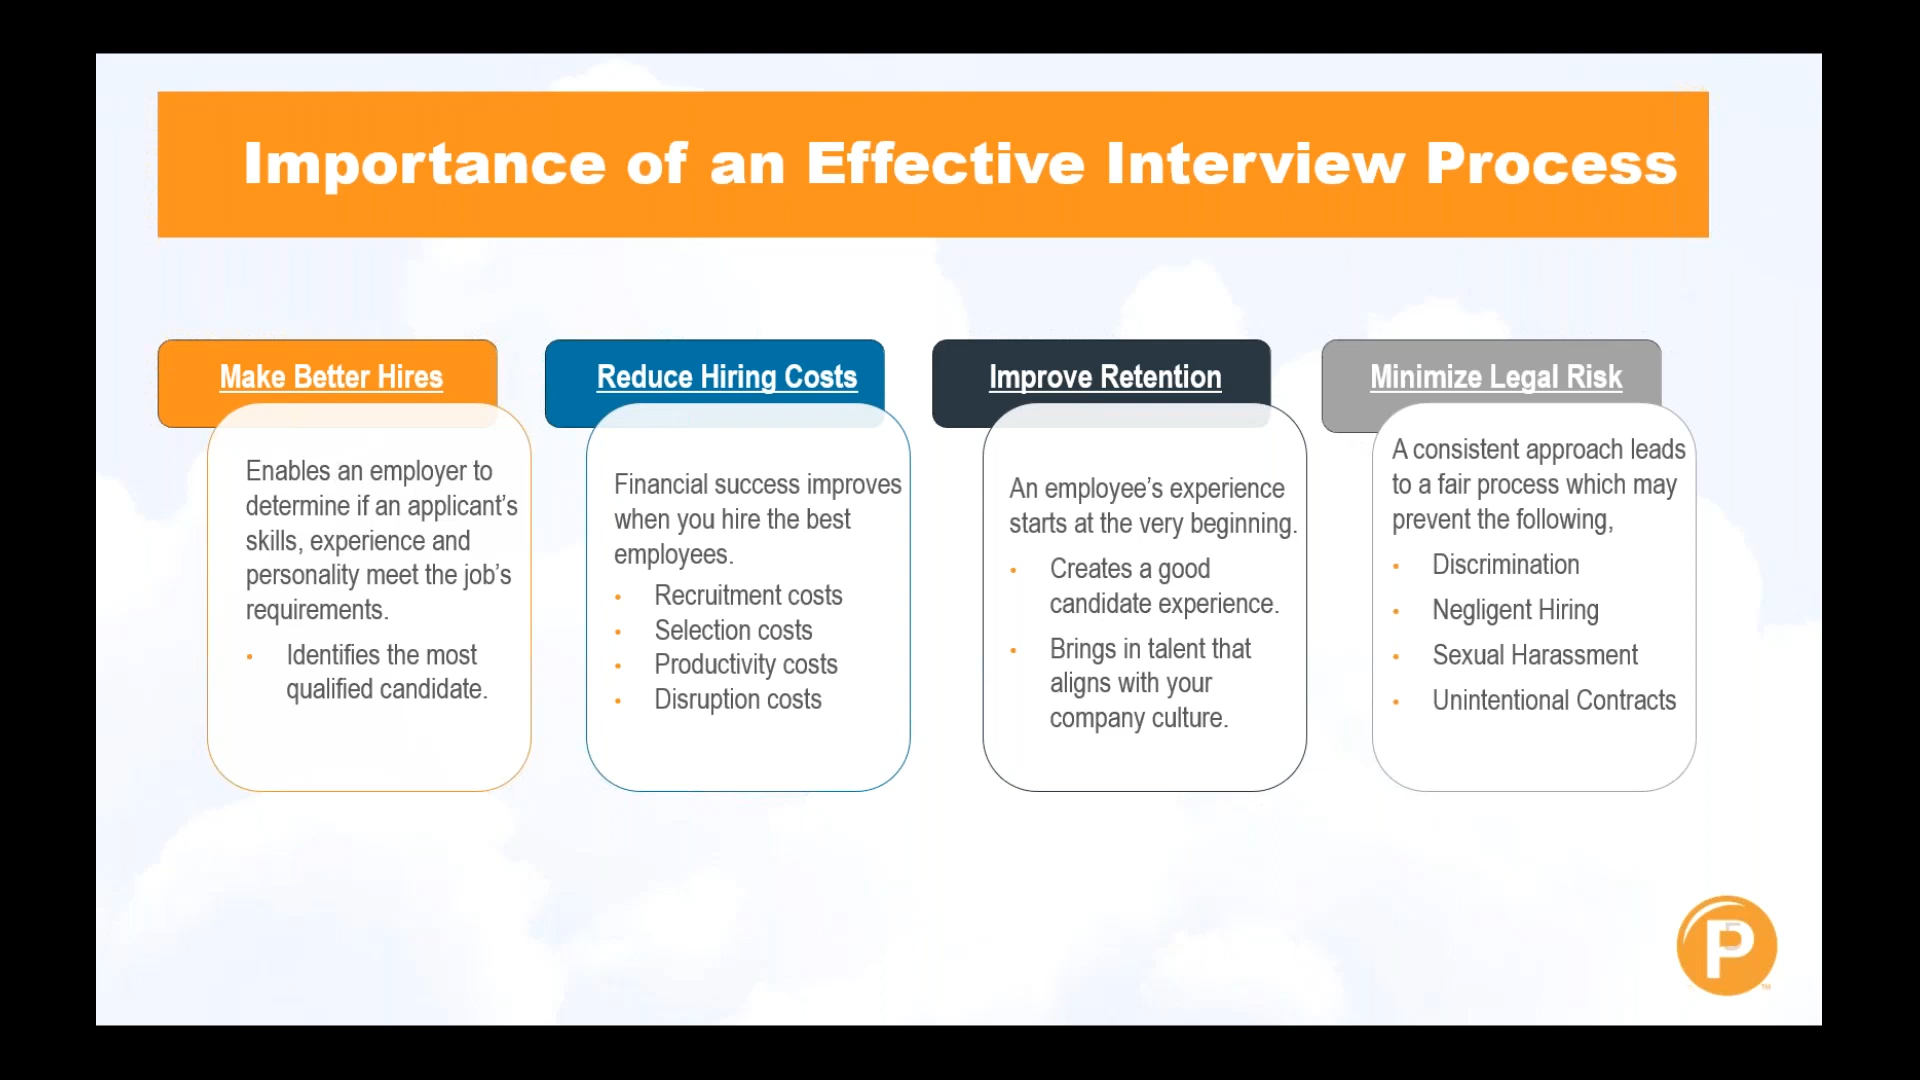 Importance of an Effective Interview Process
Make Better Hires
Enables an employer to
determine if an applicant’s
skills, experience and
personality meet the job’s
requirements.
• Identifies the most
qualified candidate.
Reduce Hiring Costs
Financial success improves
when you hire the best
employees.
• Recruitment costs
• Selection costs
• Productivity costs
• Disruption costs
Improve Retention
An employee’s experience
starts at the very beginning.
• Creates a good
candidate experience.
• Brings in talent that
aligns with your
company culture.
Minimize Legal Risk
A consistent approach leads
to a fair process which may
prevent the following,
• Discrimination
• Negligent Hiring
• Sexual Harassment
• Unintentional Contracts
P
TM